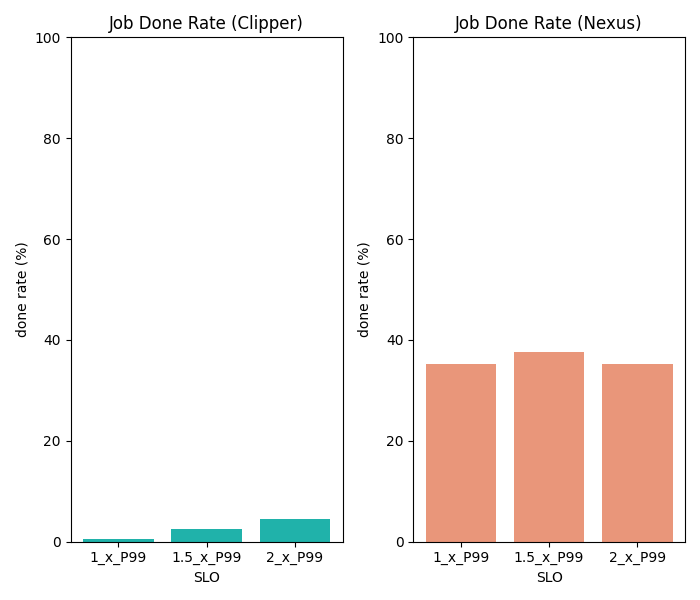 Job Done Rate (Clipper)
100
80
60
40
20
0
done rate (%)
1_x_P99 1.5_x_P99 2_x_P99
SLO
Job Done Rate (Nexus)
100
80
60
40
20
0
done rate (%)
1_x_P99 1.5_x_P99 2_x_P99
SLO